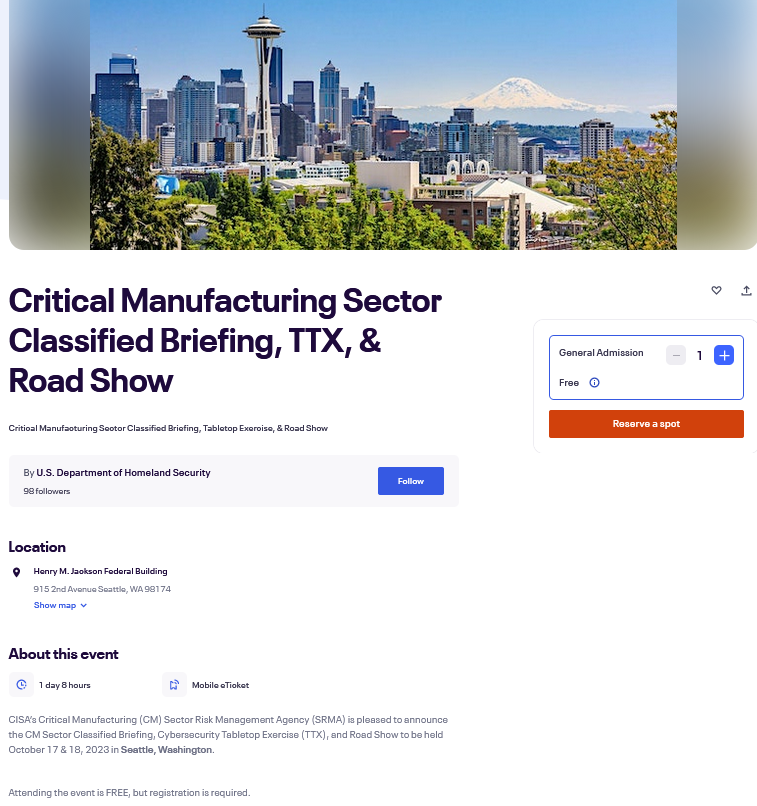 Critical Manufacturing Sector
Classified Briefing, TTX, &
Road Show
General Admission
1
Free
Reserve a spot
Critical Manufacturing Sector Classified Briefing, Tabletop Exercise, & Road Show
By U.S. Department of Homeland Security
98 followers
Follow
Location
Henry M. Jackson Federal Building
915 2nd Avenue Seattle, WA 98174
Show map
About this event
1 day 8 hours
Mobile eTicket
CISA's Critical Manufacturing (CM) Sector Risk Management Agency (SRMA) is pleased to announce
the CM Sector Classified Briefing, Cybersecurity Tabletop Exercise (TTX), and Road Show to be held
October 17 & 18, 2023 in Seattle, Washington.
Attending the event is FREE, but registration is required.